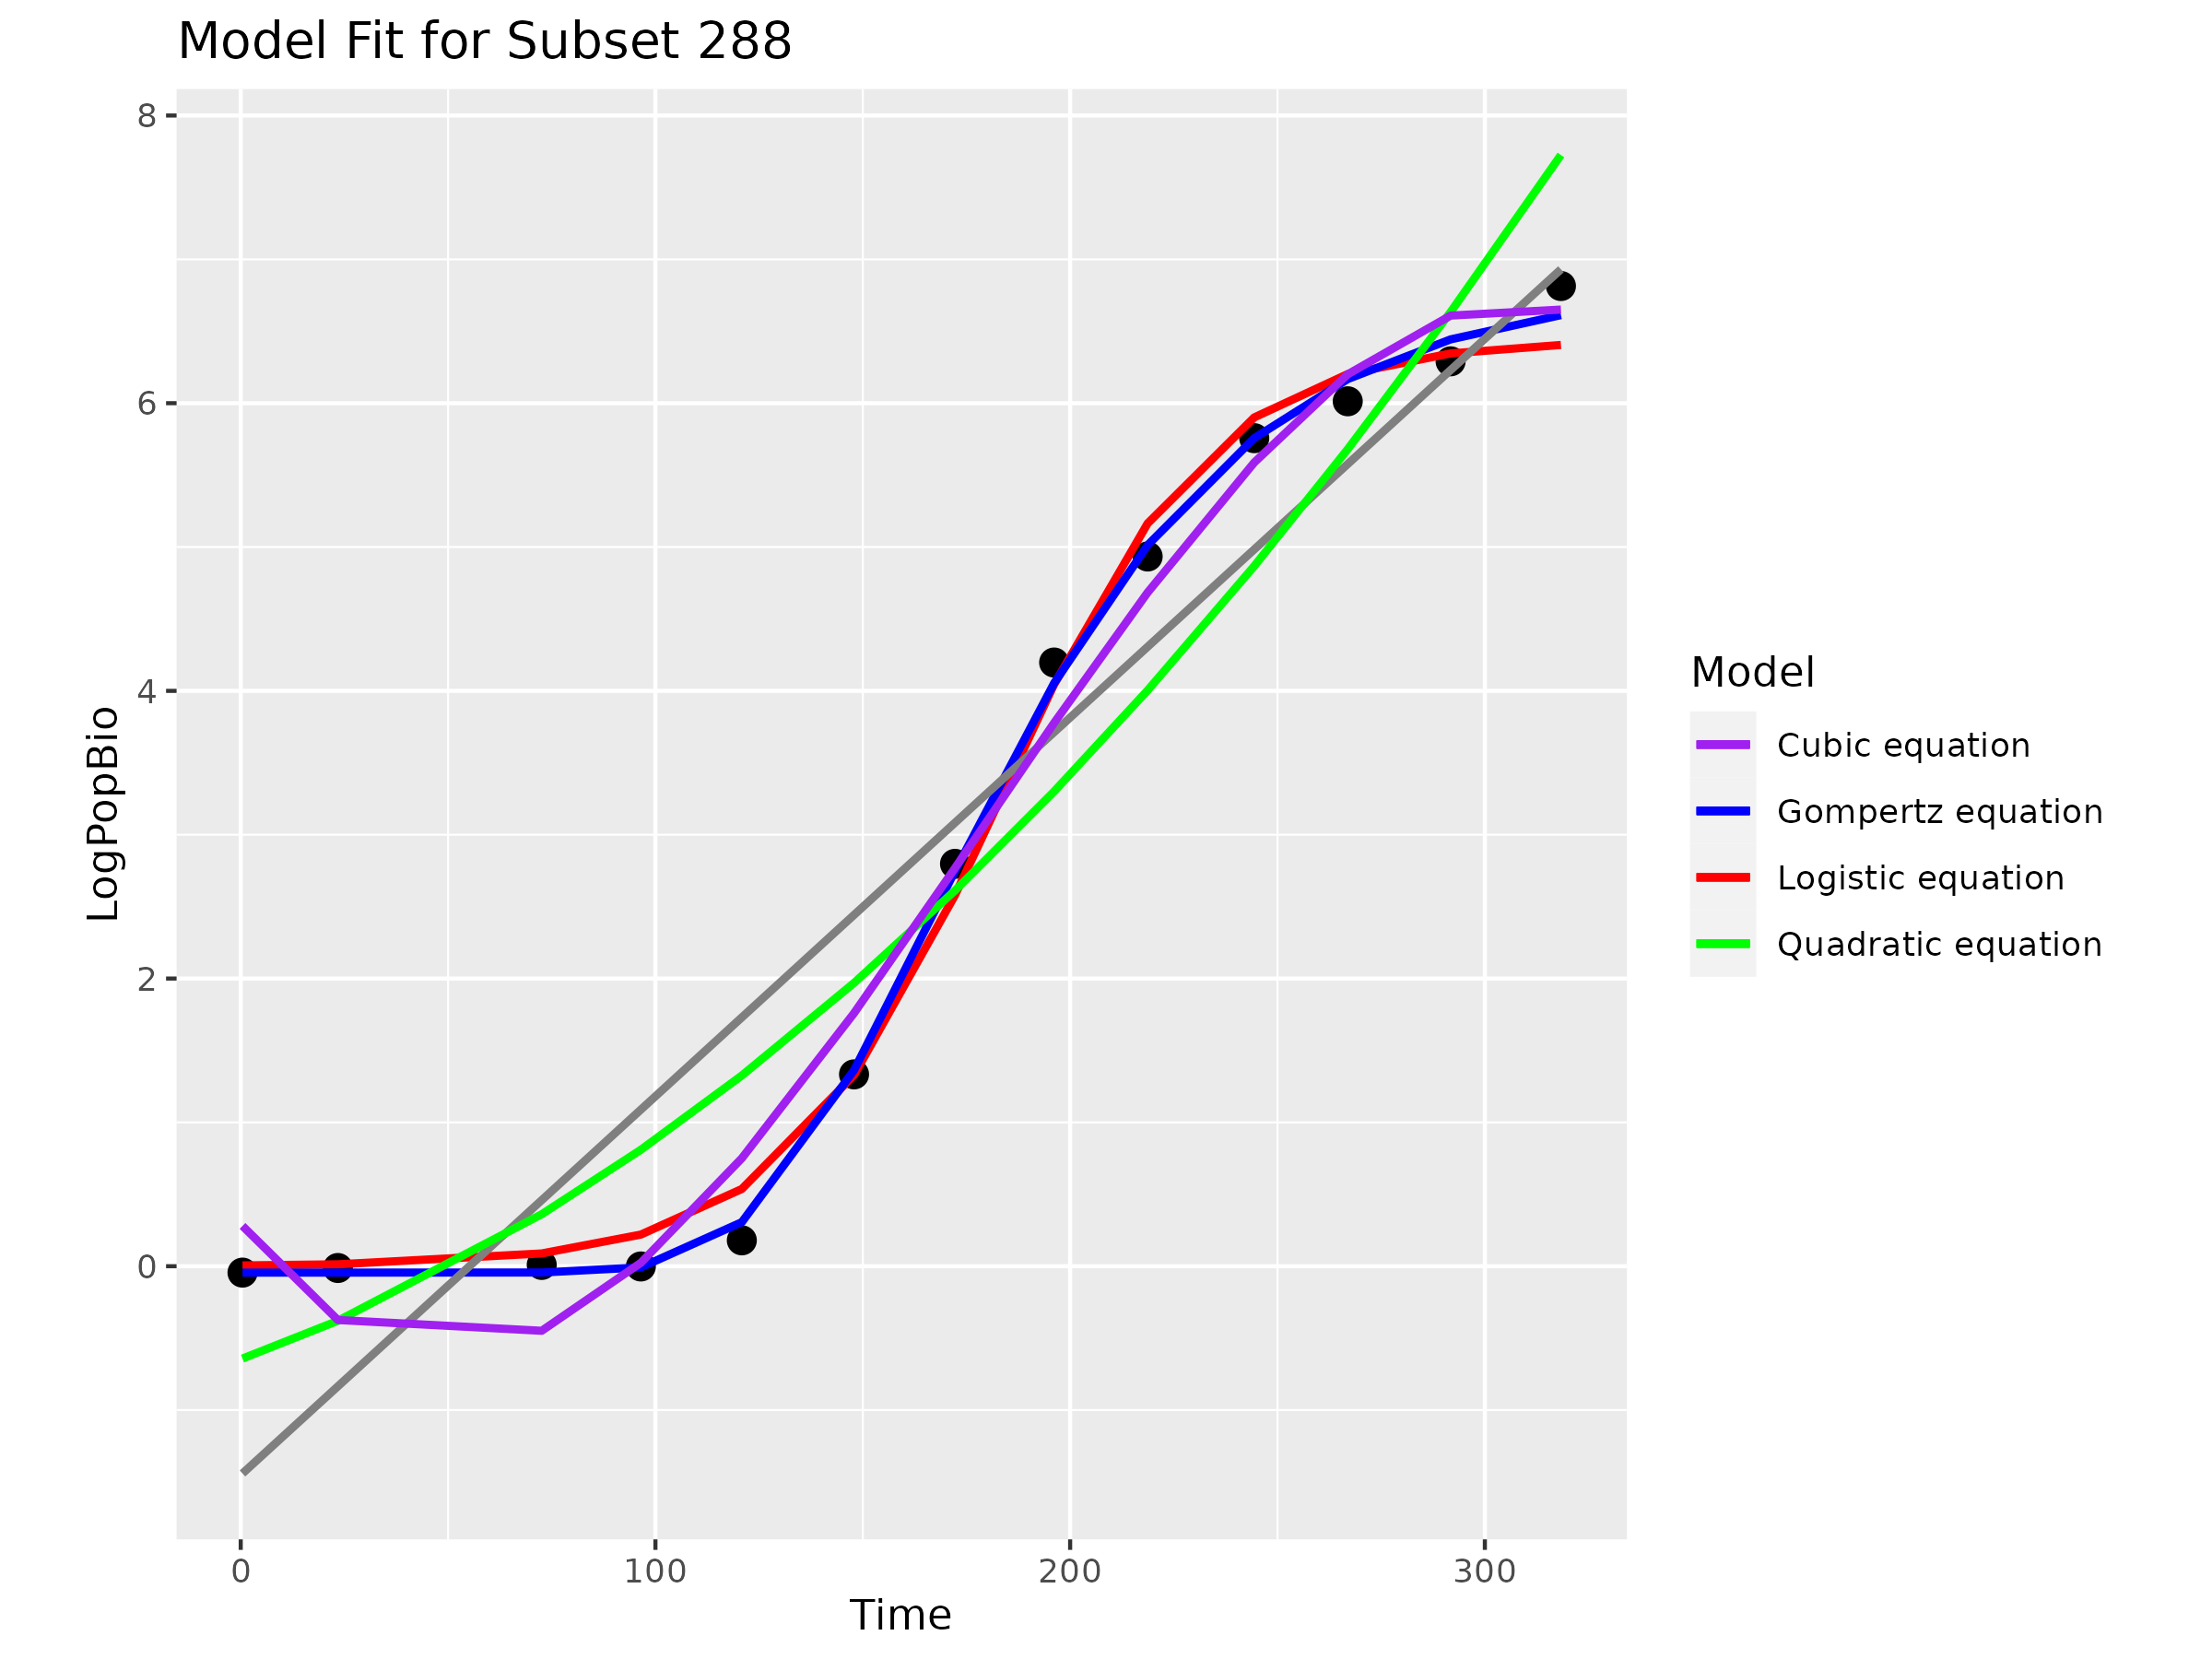 Model Fit for Subset 288
8
6
4
2
0
LogPopBio
0 100 200 300
Time
Model
Cubic equation
Gompertz equation
Logistic equation
Quadratic equation